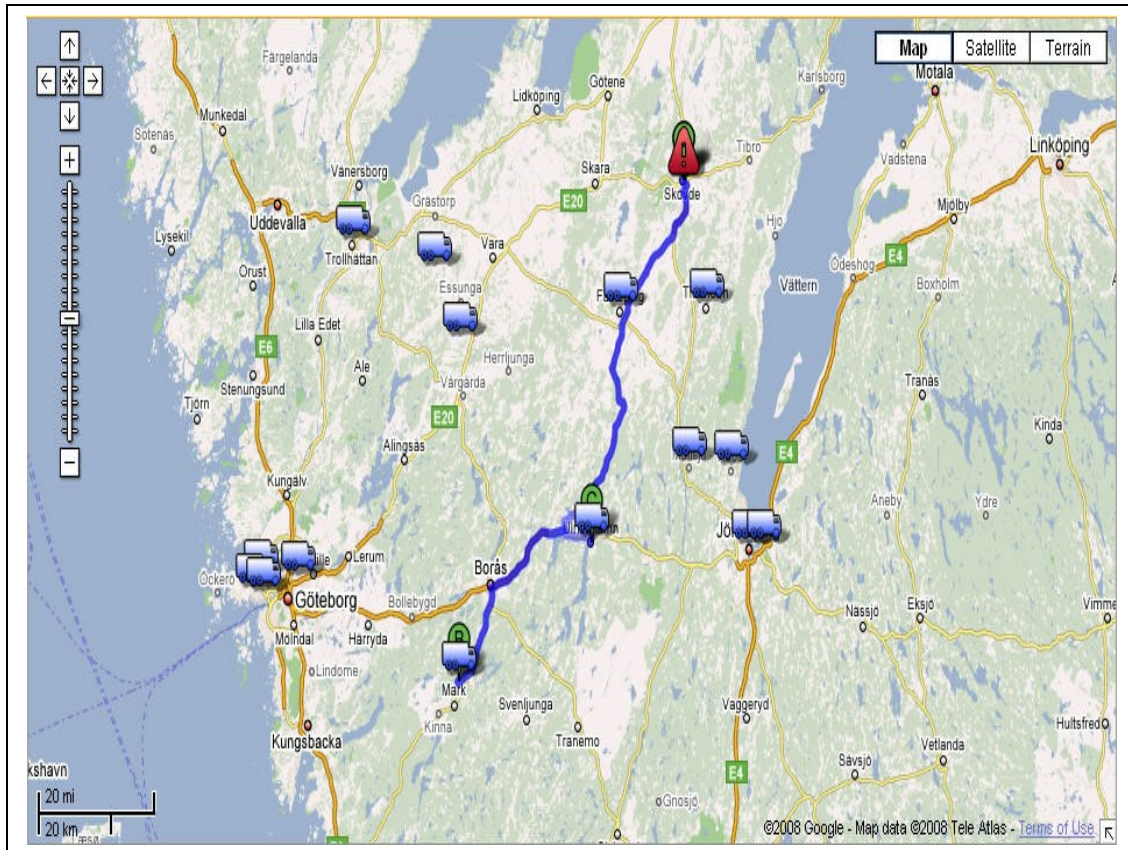 Map Satellite Terrain
Färgelanda
Götene
Karlsborg
Motala
Lidköping
Munkedal
Sotenäs
Tibro
Linköping
Vadstena
Vänersborg
Skara
Skövde
Grästorp
E20
Uddevalla
Mjölby
Lysekil
Hjo
Vara
Trollhättan
E4
Ödeshög
Orust
Essunga
Vättern
Boxholm
Lilla Edet
E6
Herrljunga
Stenungsund
Ale
Vårgårda
Tranås
Tjörn
E20
Kinda
Alingsås
E4
Kungälv
C
Aneby
Ydre
Lerum
Borås
Öckerö
Göteborg
Bollebygd
Nässjö
Eksjö
Vimme
Mölndal
Härryda
B
Lindome
Mark
Svenljunga
Vaggeryd
Kinna
Hultsfred
Kungsbacka
Tranemo
Vetlanda
Sävsjö
kshavn
E4
20 mi
Gnosjö
20 km
©2008 Google - Map data ©2008 Tele Atlas - Terms of Use